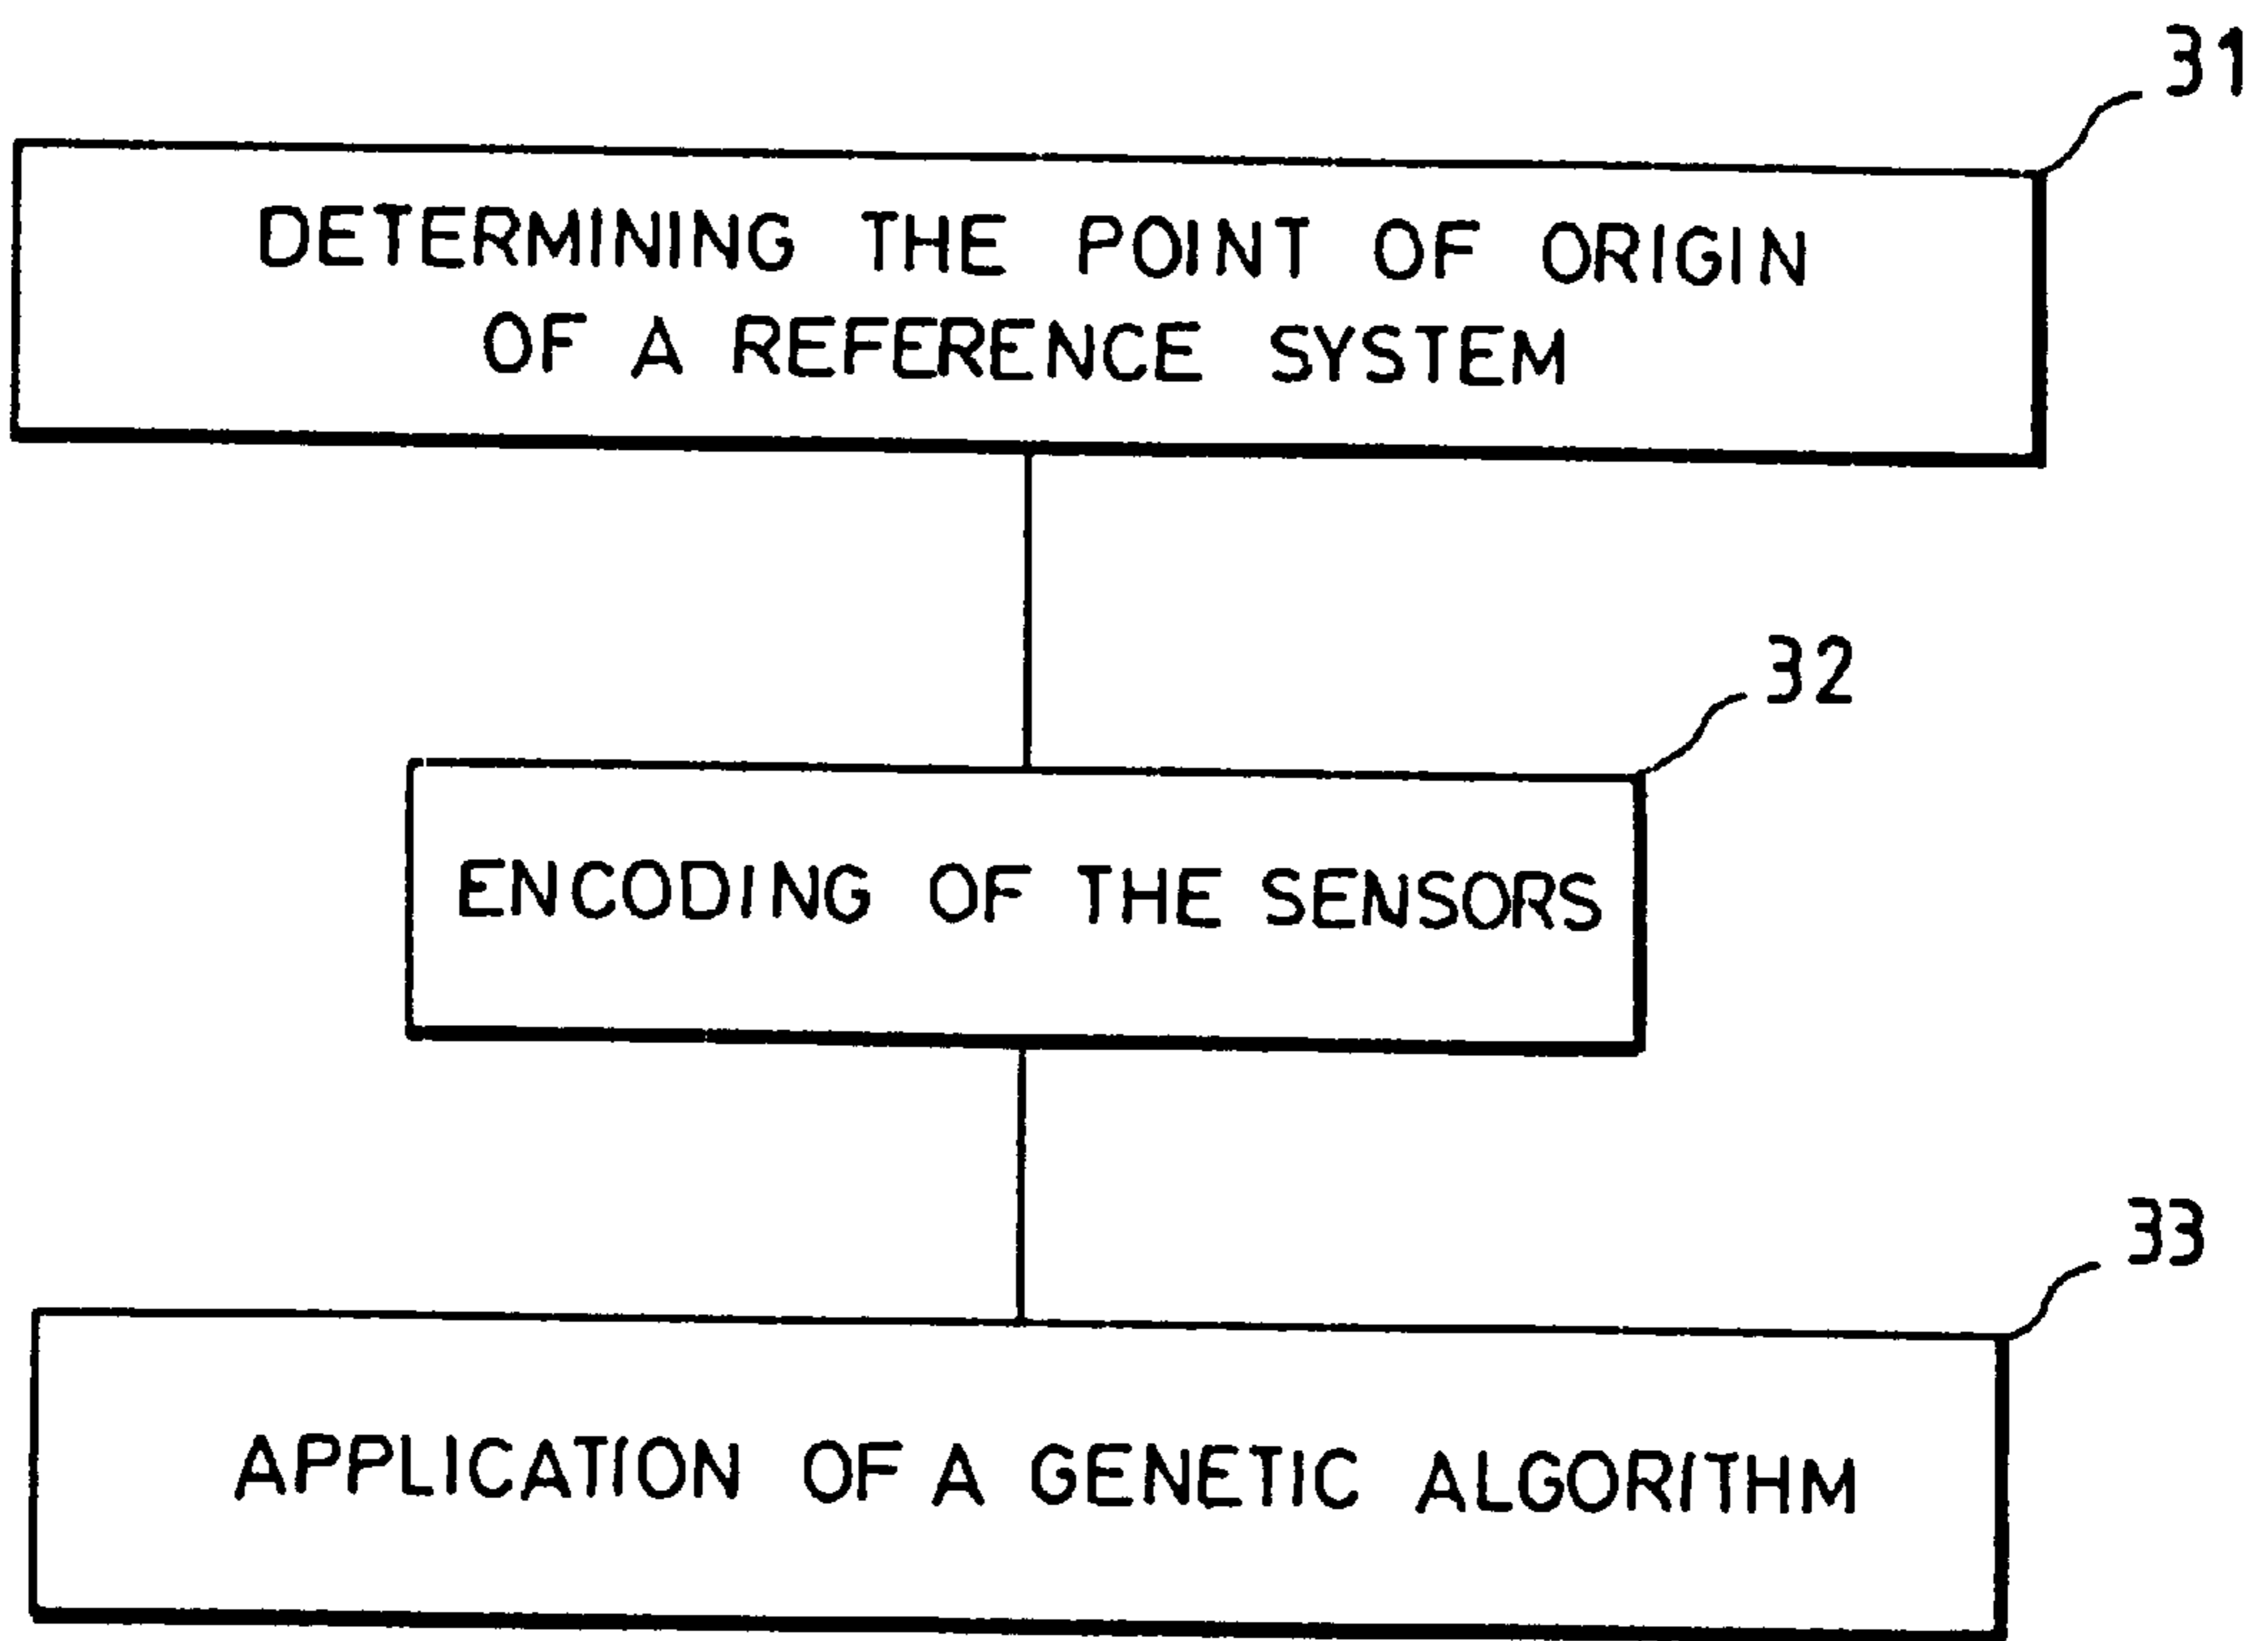 31
DETERMINING THE POINT OF ORIGIN
OF A REFERENCE SYSTEM
32
ENCODING OF THE SENSORS
33
APPLICATION OF A GENETIC ALGORITHM